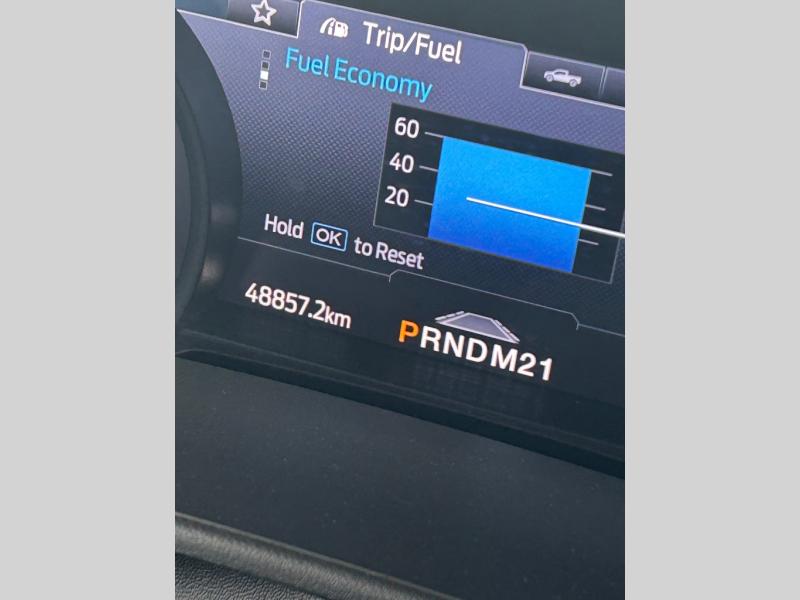 Trip/Fuel
Fuel Economy
60
40
20
Hold OK to Reset
48857.2km
PRNDM21